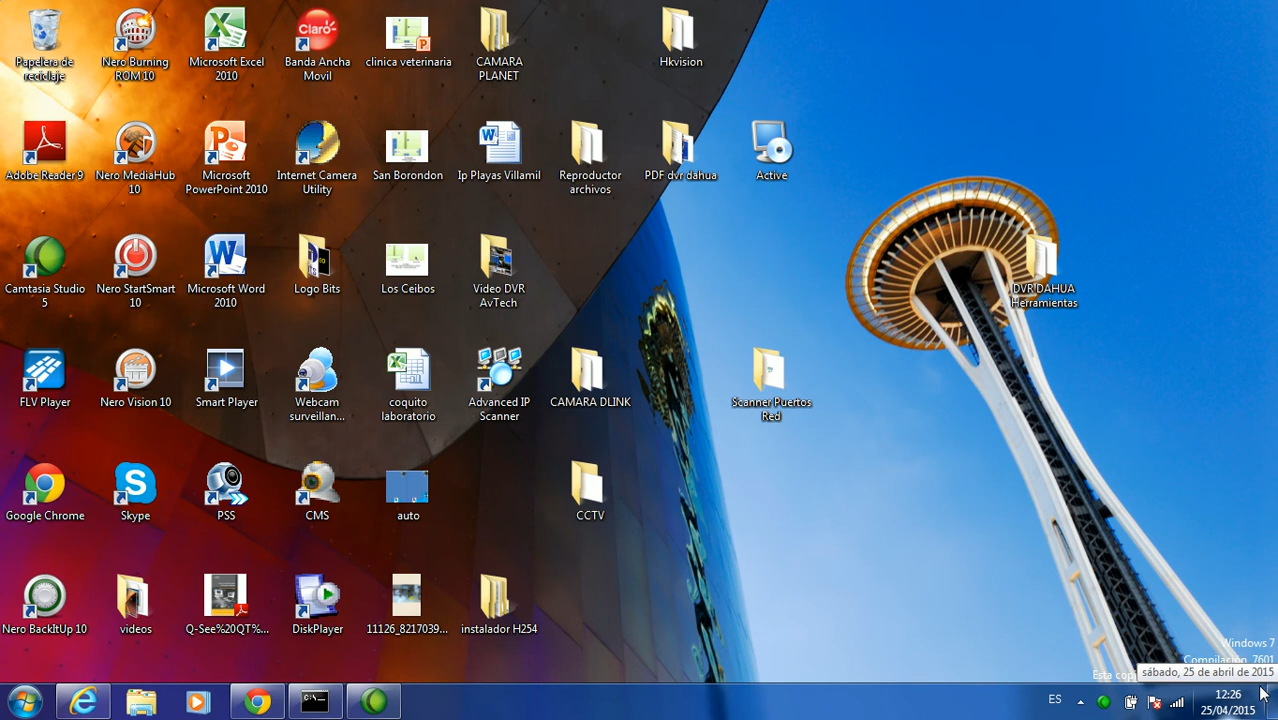 Papelera de
reciclaje
Nero Burning
ROM 10
Microsoft Excel
2010
Claro
Banda Ancha
Movil
clinica veterinaria
CAMARA
PLANET
Hkvision
Adobe Reader 9
Nero MediaHub
10
Microsoft
PowerPoint 2010
Internet Camera
Utility
San Borondon
Ip Playas Villamil
Reproductor
archivos
PDF dvr dahua
Active
Camtasia Studio
5
Nero StartSmart
10
Microsoft Word
2010
Logo Bits
Los Ceibos
Video DVR
AvTech
DVR DAHUA
Herramientas
FLV Player
Nero Vision 10
Smart Player
Webcam
surveillan...
coquito
laboratorio
Advanced IP
Scanner
CAMARA DLINK
Scanner Puertos
Red
Google Chrome
Skype
PSS
CMS
auto
CCTV
Nero BackItUp 10
videos
Q-See%20QT%...
DiskPlayer
11126_8217039...
instalador H254
Windows 7
Compilación 7601
Esta
sábado, 25 de abril de 2015
ES
12:26
25/04/2015